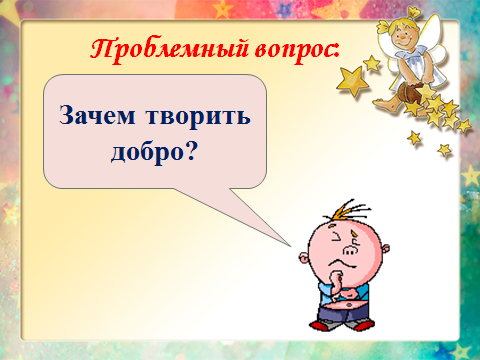 Проблемный вопрос:
Зачем творить
добро?